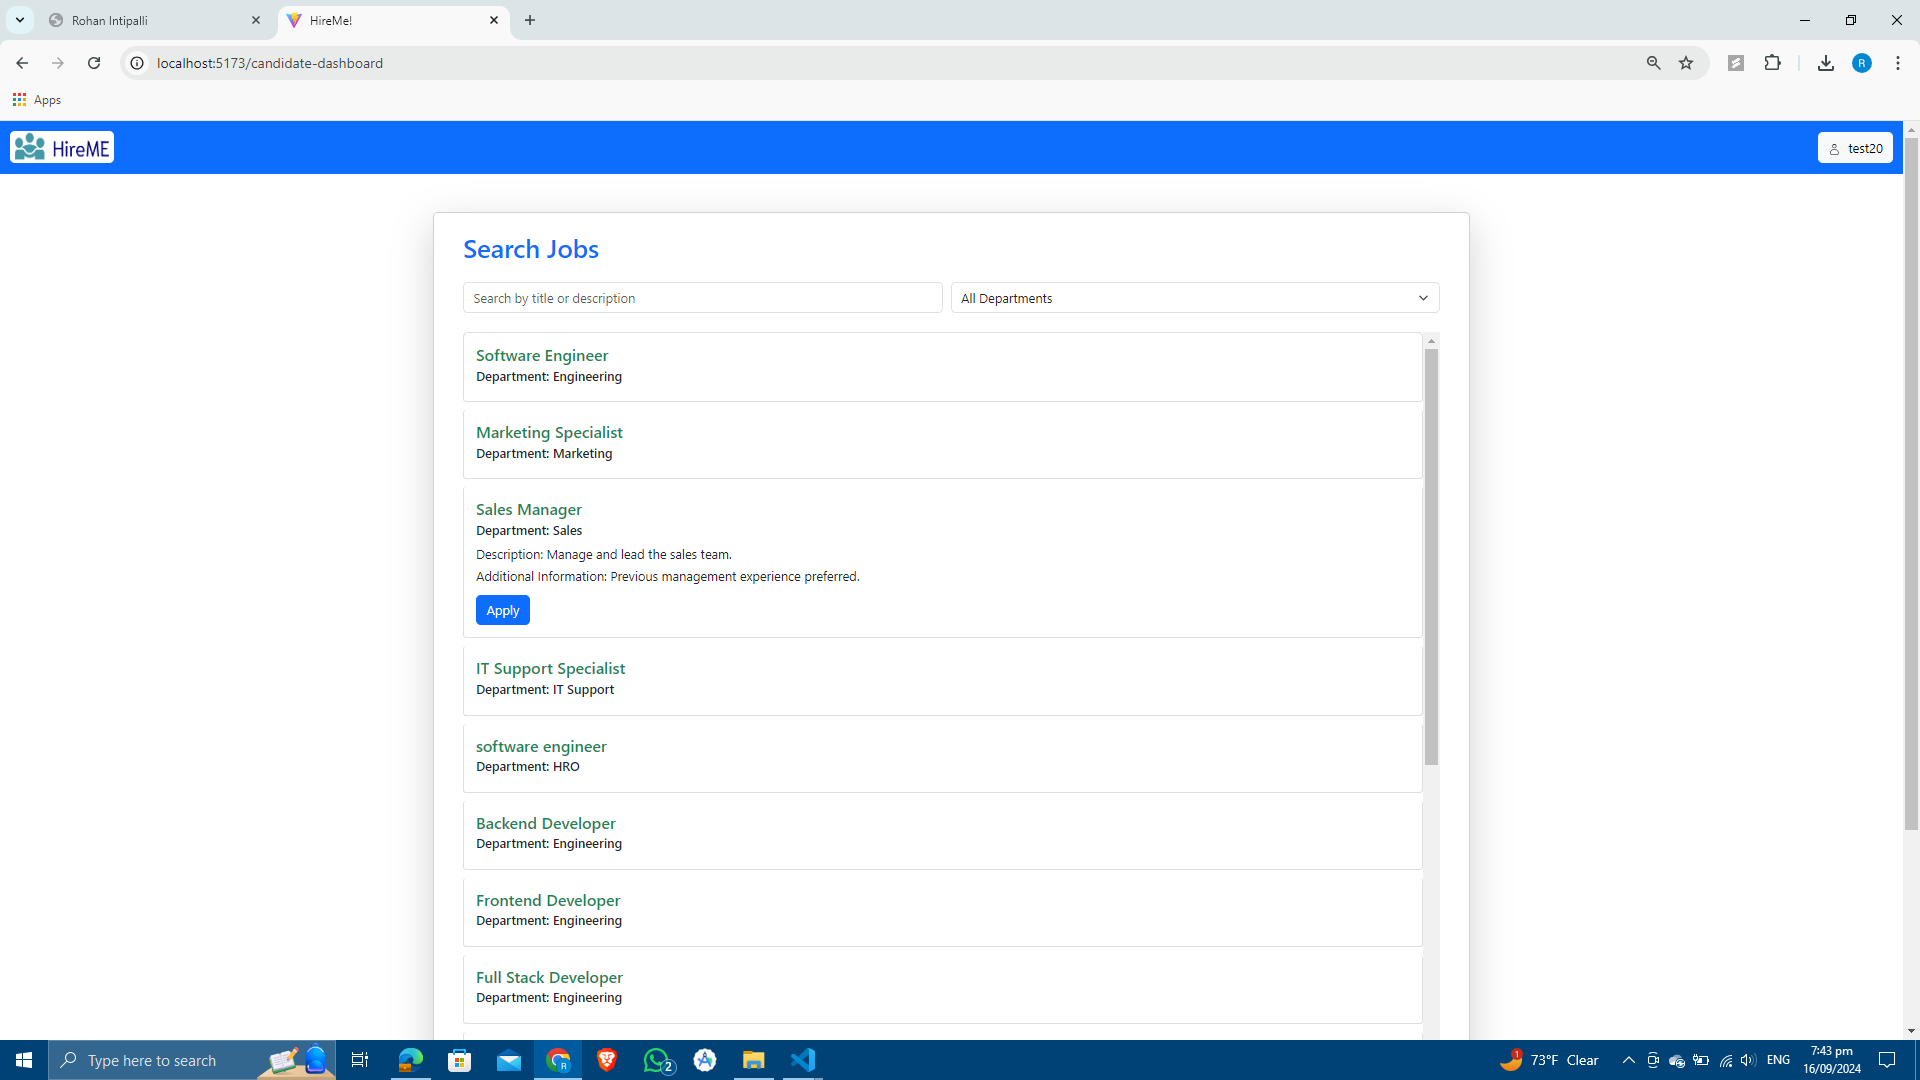 Rohan Intipalli
HireMe!
localhost:5173/candidate-dashboard
R
Apps
HireME
test20
Search Jobs
Search by title or description
All Departments
Software Engineer
Department: Engineering
Marketing Specialist
Department: Marketing
Sales Manager
Department: Sales
Description: Manage and lead the sales team.
Additional Information: Previous management experience preferred.
Apply
IT Support Specialist
Department: IT Support
software engineer
Department: HRO
Backend Developer
Department: Engineering
Frontend Developer
Department: Engineering
Full Stack Developer
Department: Engineering
Type here to search
R
2
1
73°F Clear
ENG
7:43 pm
16/09/2024